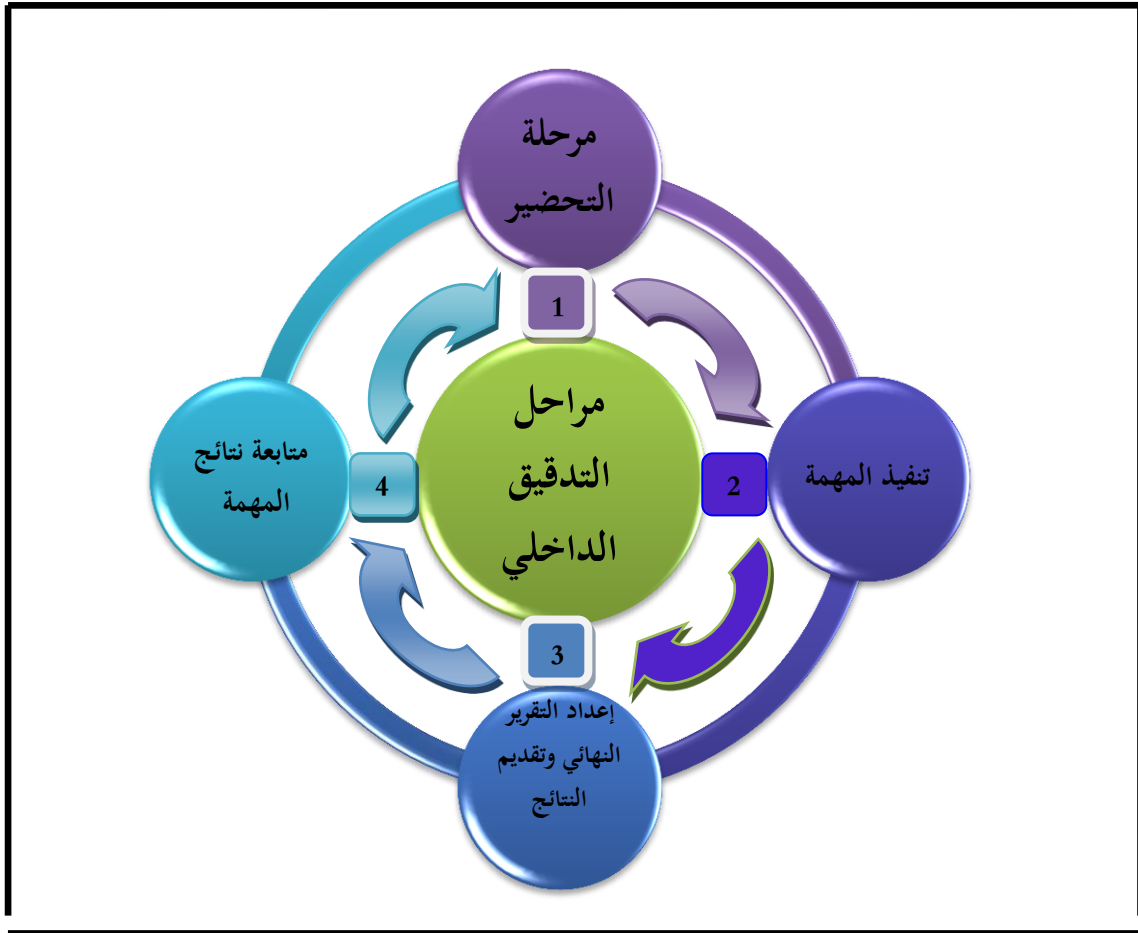 مرحلة
التحضير
1
مراحل
التدقيق
الداخلي
2
تنفيذ المهمة
3
إعداد التقرير
النهائي وتقديم
النتائج
4
متابعة نتائج
المهمة